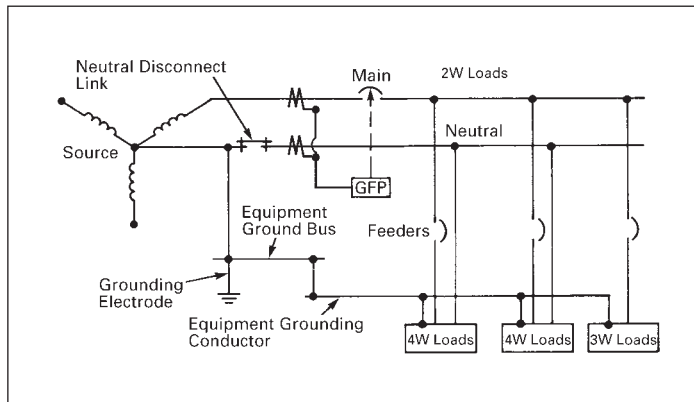 Neutral Disconnect
Link
Main
2W Loads
Source
Neutral
GFP
Equipment
Ground Bus
Feeders
Grounding
Electrode
Equipment Grounding
Conductor
4W Loads
4W Loads
3W Loads